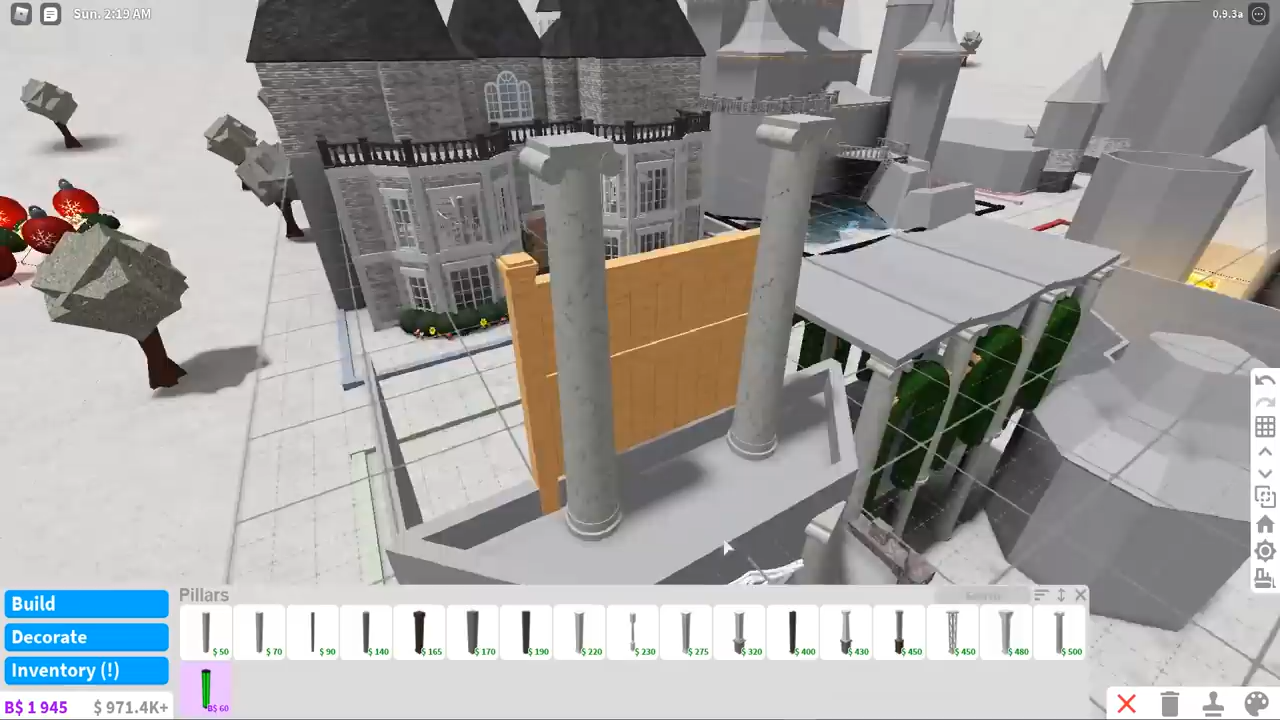 Sun. 2:19 AM
0.9.3a
Build
Decorate
Inventory (!)
B$ 1 945
$ 971.4K+
Pillars
Search
$ 50
$ 70
$ 90
$ 140
$ 165
$ 170
$ 190
$ 220
$ 230
$ 275
$ 320
$ 400
$ 430
$ 450
$ 450
$ 480
$ 500
B$ 60